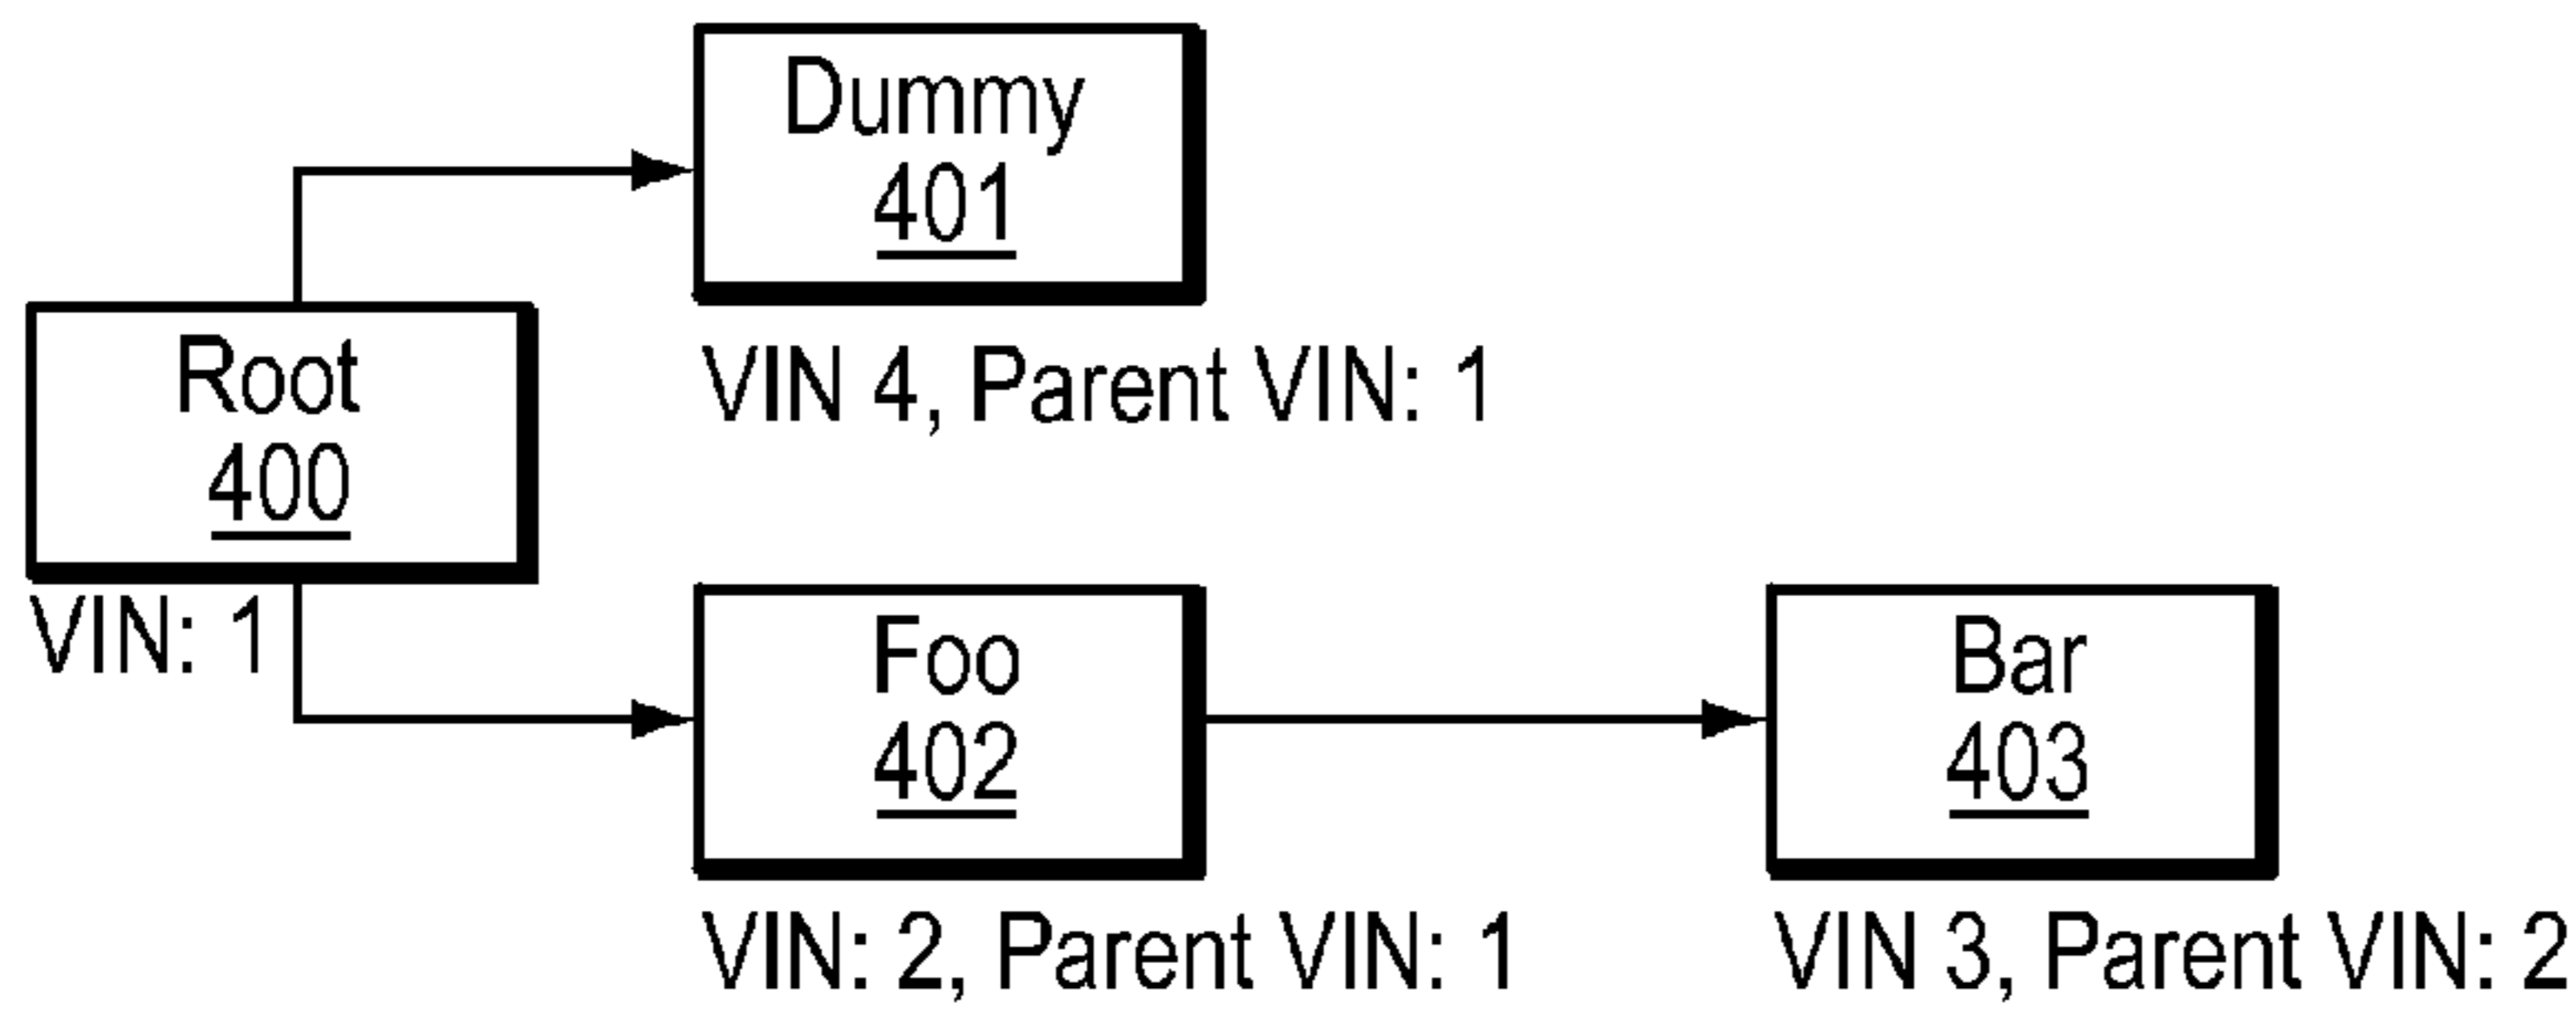 Dummy
401
VIN 4, Parent VIN: 1
Root
400
VIN: 1
Foo
402
VIN: 2, Parent VIN: 1
Bar
403
VIN 3, Parent VIN: 2